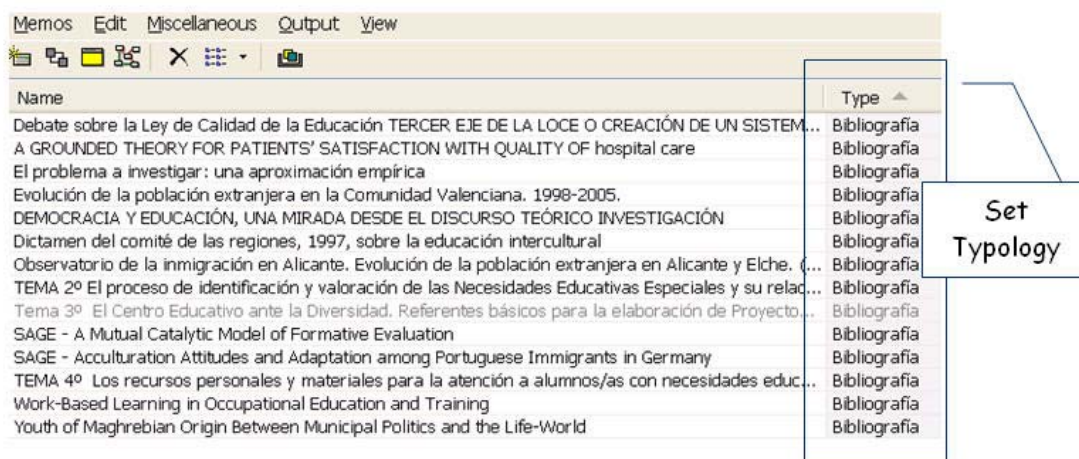 Memos Edit Miscellaneous Output View
Name Type
Debate sobre la Ley de Calidad de la Educación TERCER EJE DE LA LOCE O CREACIÓN DE UN SISTEM... Bibliografía
A GROUNDED THEORY FOR PATIENTS' SATISFACTION WITH QUALITY OF hospital care Bibliografía
El problema a investigar: una aproximación empírica Bibliografía
Evolución de la población extranjera en la Comunidad Valenciana. 1998-2005. Bibliografía
DEMOCRACIA Y EDUCACIÓN, UNA MIRADA DESDE EL DISCURSO TEÓRICO INVESTIGACIÓN Bibliografía
Dictamen del comité de las regiones, 1997, sobre la educación intercultural Bibliografía
Observatorio de la inmigración en Alicante. Evolución de la población extranjera en Alicante y Elche. (... Bibliografía
TEMA 2º El proceso de identificación y valoración de las Necesidades Educativas Especiales y su relac... Bibliografía
Tema 3º El Centro Educativo ante la Diversidad. Referentes básicos para la elaboración de Proyecto... Bibliografía
SAGE - A Mutual Catalytic Model of Formative Evaluation Bibliografía
SAGE - Acculturation Attitudes and Adaptation among Portuguese Immigrants in Germany Bibliografía
TEMA 4º Los recursos personales y materiales para la atención a alumnos/as con necesidades educ... Bibliografía
Work-Based Learning in Occupational Education and Training Bibliografía
Youth of Maghrebian Origin Between Municipal Politics and the Life-World Bibliografía
Set
Typology